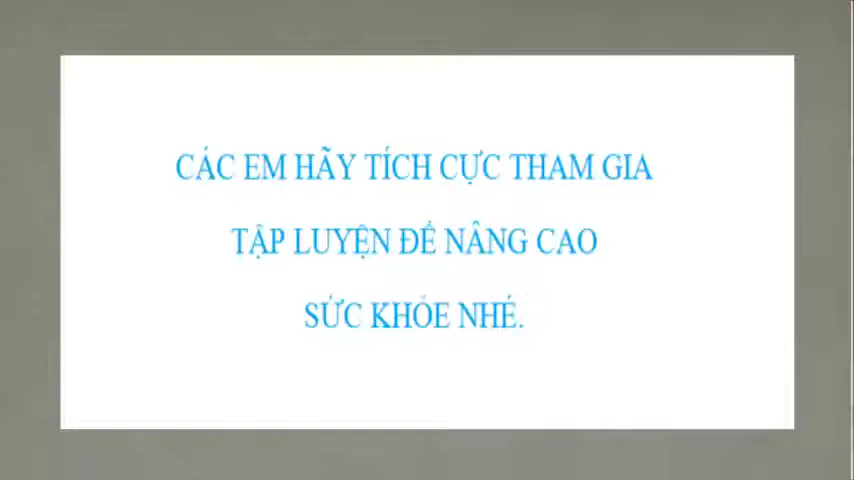 CÁC EM HÃY TÍCH CỰC THAM GIA
TẬP LUYỆN ĐỂ NÂNG CAO
SỨC KHỎE NHÉ.